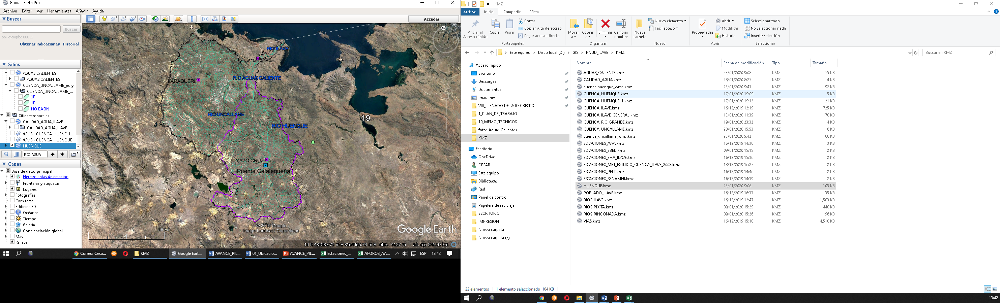 Google Earth Pro
Archivo Editar Ver Herramientas Añadir Ayuda
Buscar
Buscar
por ejemplo: 08012
Obtener indicaciones Historial
Sitios
AGUAS CALIENTES
AGUAS CALIENTES
CUENCA_UNCALLAME_poly
CUENCA_UNCALLAME_...
1B
1B
NO BASIN
Sitios temporales
CALIDAD_AGUA_ILAVE
CALIDAD_AGUA_ILAVE
WMS - CUENCA_HUENQU...
WMS - CUENCA_HUENQUE
HUENQUE
RIO AGUA
Capas
Base de datos principal
Herramientas de creación
Fronteras y etiquetas
Lugares
Fotografías
Carreteras
Edificios 3D
Océanos
Tiempo
Galería
Concienciación global
Más
Relieve
Acceder
N
RIO ILAVE
ILAVE
RIO AGUAS CALIENTE
LARAQUERI
RIO UNCALLAME
RIO HUENQUE
19
MAZO CRUZ
Puente Calalequeña
58 km
© 2019 Google
Image Landsat / Copernicus
Google Earth
19 K 430233.75 m E 8164466.73 m S elev. 4127 m alt. ojo 246.02 km
Correo: Cesa...
KMZ
Google Eart...
AVANCE_PIL...
01_Ubicacio...
AVANCE_PIL...
Estaciones_...
AFOROS_AA...
ESP
13:42
KMZ
Archivo Inicio Compartir Vista
Anclar al
Acceso rápido
Copiar
Pegar
Cortar
Copiar ruta de acceso
Pegar acceso directo
Portapapeles
Mover
a
Copiar
a
Eliminar
Cambiar
nombre
Organizar
Nueva
carpeta
Nuevo elemento
Fácil acceso
Nuevo
Propiedades
Abrir
Modificar
Historial
Abrir
Seleccionar todo
No seleccionar nada
Invertir selección
Seleccionar
Este equipo > Disco local (D:) > GIS > PNUD_ILAVE > KMZ
Buscar en KMZ
Acceso rápido
Escritorio
Descargas
Documentos
Imágenes
VIII_LLENADO DE TAJO CRESPO
1_PLAN_DE_TRABAJO
10_MEMO_TECNICOS
fotos Aguas Calientes
KMZ
Escritorio
OneDrive
CESAR
Este equipo
Bibliotecas
Red
Panel de control
Papelera de reciclaje
ESCRITORIO
IMPRESION
Nueva carpeta
Nueva carpeta (2)
Nombre Fecha de modificación Tipo Tamaño
AGUAS_CALIENTE.kmz 23/01/2020 9:08 KMZ 75 KB
CALIDAD_AGUA.kmz 28/01/2020 8:27 KMZ 4 KB
cuenca huenque_wms.kmz 23/01/2020 9:41 KMZ 92 KB
CUENCA_HUENQUE.kmz 17/01/2020 19:09 KMZ 5 KB
CUENCA_HUENQUE_1.kmz 17/01/2020 19:12 KMZ 21 KB
CUENCA_ILAVE.kmz 16/12/2019 12:19 KMZ 725 KB
CUENCA_ILAVE_GENERAL.kmz 13/01/2020 11:39 KMZ 170 KB
CUENCA_RIO_GRANDE.kmz 19/01/2020 23:32 KMZ 4 KB
CUENCA_UNCALLAME.kmz 20/01/2020 15:53 KMZ 6 KB
cuenca_uncallame_wms.kmz 23/01/2020 9:42 KMZ 60 KB
ESTACIONES_AAA.kmz 16/12/2019 14:36 KMZ 3 KB
ESTACIONES_EBED.kmz 09/01/2020 15:15 KMZ 2 KB
ESTACIONES_EHA_ILAVE.kmz 16/12/2019 15:36 KMZ 2 KB
ESTACIONES_MET_ESTUDIO_CUENCA_ILAVE_2008.kmz 18/12/2019 16:27 KMZ 2 KB
ESTACIONES_PELT.kmz 16/12/2019 14:46 KMZ 2 KB
ESTACIONES_SENAMHI.kmz 16/12/2019 14:39 KMZ 2 KB
HUENQUE.kmz 23/01/2020 9:06 KMZ 105 KB
POBLADO_ILAVE.kmz 16/12/2019 16:33 KMZ 35 KB
RIOS_ILAVE.kmz 16/12/2019 12:47 KMZ 1,583 KB
RIOS_PIXITA.kmz 09/01/2020 15:29 KMZ 440 KB
RIOS_RINCONADA.kmz 09/01/2020 15:26 KMZ 196 KB
VIAS.kmz 16/12/2019 15:10 KMZ 4,510 KB
22 elementos 1 elemento seleccionado 104 KB
13:42